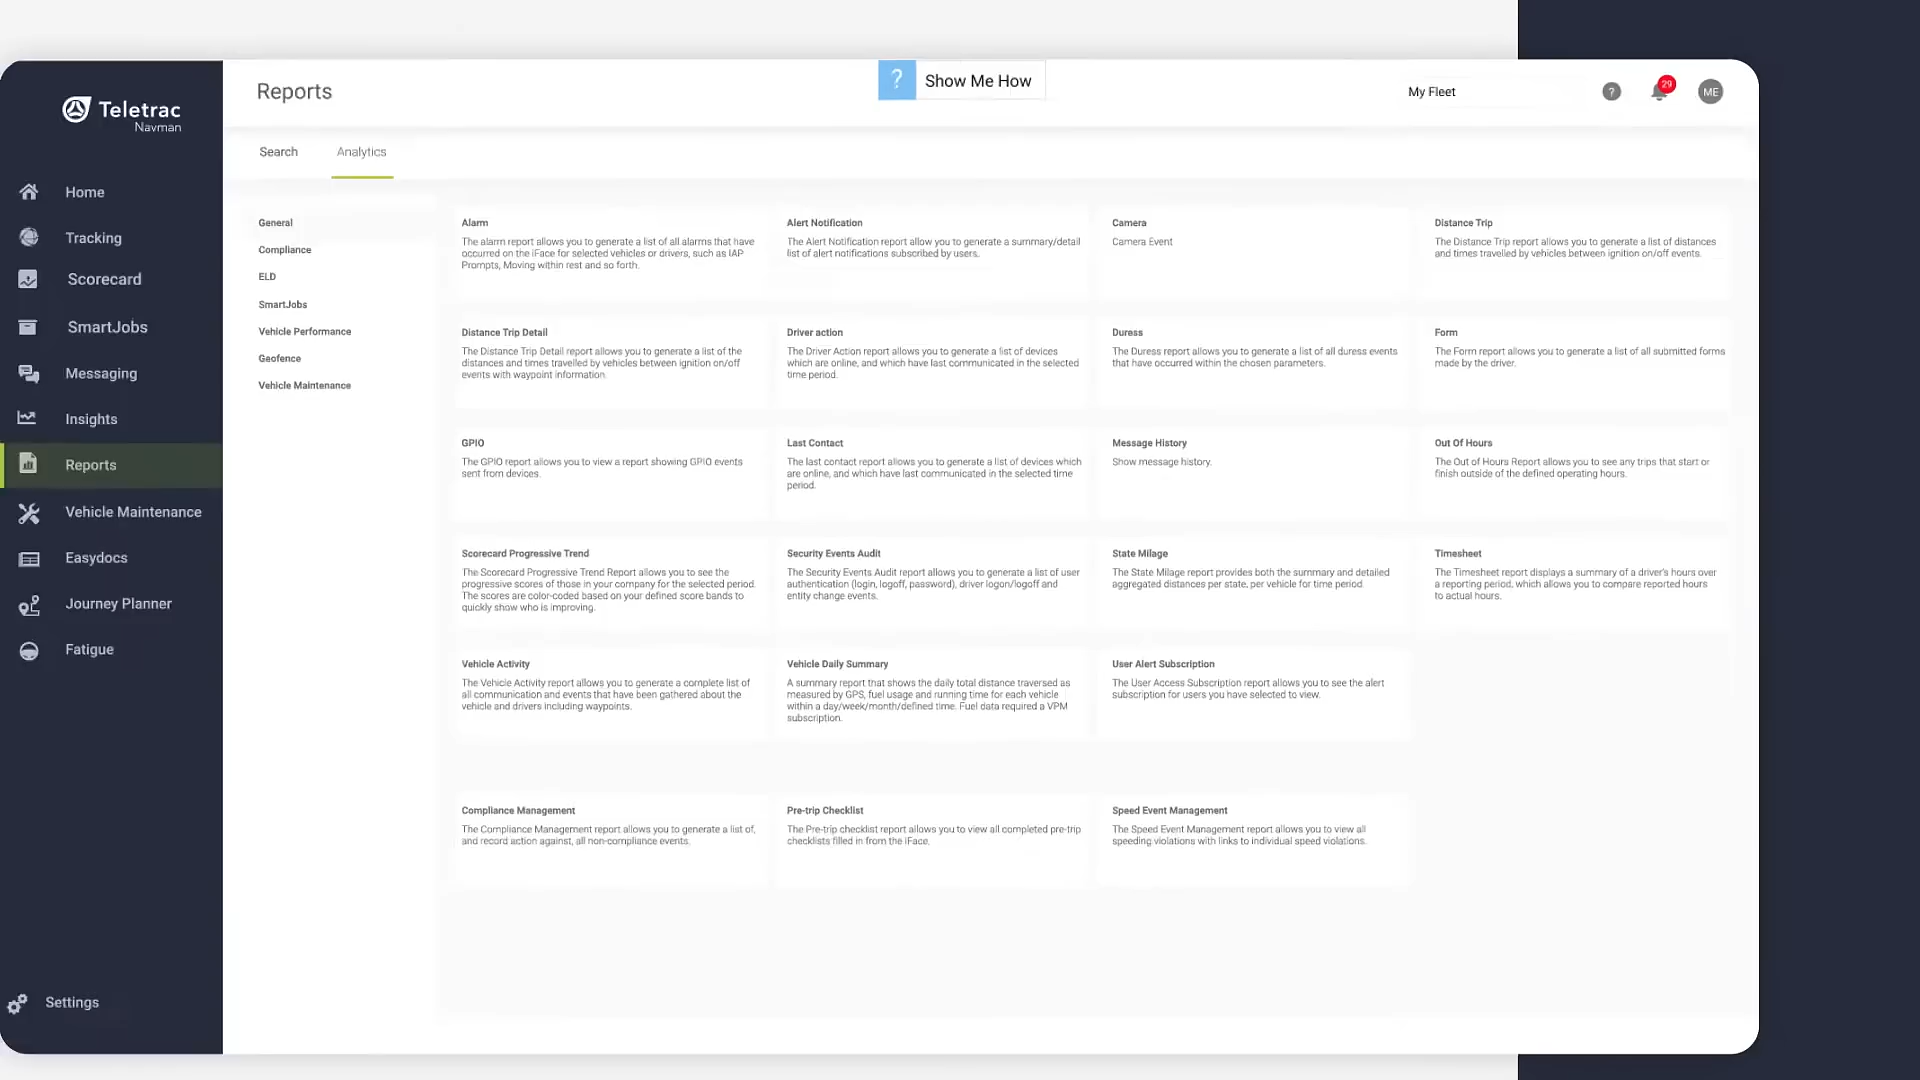 Reports
? Show Me How
My Fleet
?
29
ME
Teletrac
Navman
Home
Tracking
Scorecard
SmartJobs
Messaging
Insights
Reports
Vehicle Maintenance
Easydocs
Journey Planner
Fatigue
Settings
Search
Analytics
General
Compliance
ELD
SmartJobs
Vehicle Performance
Geofence
Vehicle Maintenance
Alarm
The alarm report allows you to generate a list of all alarms that have
occurred on the iFace for selected vehicles or drivers, such as IAP
Prompts, Moving within rest and so forth.
Alert Notification
The Alert Notification report allow you to generate a summary/detail
list of alert notifications subscribed by users.
Camera
Camera Event
Distance Trip
The Distance Trip report allows you to generate a list of distances
and times travelled by vehicles between ignition on/off events.
Distance Trip Detail
The Distance Trip Detail report allows you to generate a list of the
distances and times travelled by vehicles between ignition on/off
events with waypoint information.
Driver action
The Driver Action report allows you to generate a list of devices
which are online, and which have last communicated in the selected
time period.
Duress
The Duress report allows you to generate a list of all duress events
that have occurred within the chosen parameters.
Form
The Form report allows you to generate a list of all submitted forms
made by the driver.
GPIO
The GPIO report allows you to view a report showing GPIO events
sent from devices.
Last Contact
The last contact report allows you to generate a list of devices which
are online, and which have last communicated in the selected time
period.
Message History
Show message history.
Out Of Hours
The Out of Hours Report allows you to see any trips that start or
finish outside of the defined operating hours.
Scorecard Progressive Trend
The Scorecard Progressive Trend Report allows you to see the
progressive scores of those in your company for the selected period.
The scores are color-coded based on your defined score bands to
quickly show who is improving.
Security Events Audit
The Security Events Audit report allows you to generate a list of user
authentication (login, logoff, password), driver logon/logoff and
entity change events.
State Milage
The State Milage report provides both the summary and detailed
aggregated distances per state, per vehicle for time period.
Timesheet
The Timesheet report displays a summary of a driver's hours over
a reporting period, which allows you to compare reported hours
to actual hours.
Vehicle Activity
The Vehicle Activity report allows you to generate a complete list of
all communication and events that have been gathered about the
vehicle and drivers including waypoints.
Vehicle Daily Summary
A summary report that shows the daily total distance traversed as
measured by GPS, fuel usage and running time for each vehicle
within a day/week/month/defined time. Fuel data required a VPM
subscription.
User Alert Subscription
The User Access Subscription report allows you to see the alert
subscription for users you have selected to view.
Compliance Management
The Compliance Management report allows you to generate a list of,
and record action against, all non-compliance events.
Pre-trip Checklist
The Pre-trip checklist report allows you to view all completed pre-trip
checklists filled in from the iFace.
Speed Event Management
The Speed Event Management report allows you to view all
speeding violations with links to individual speed violations.